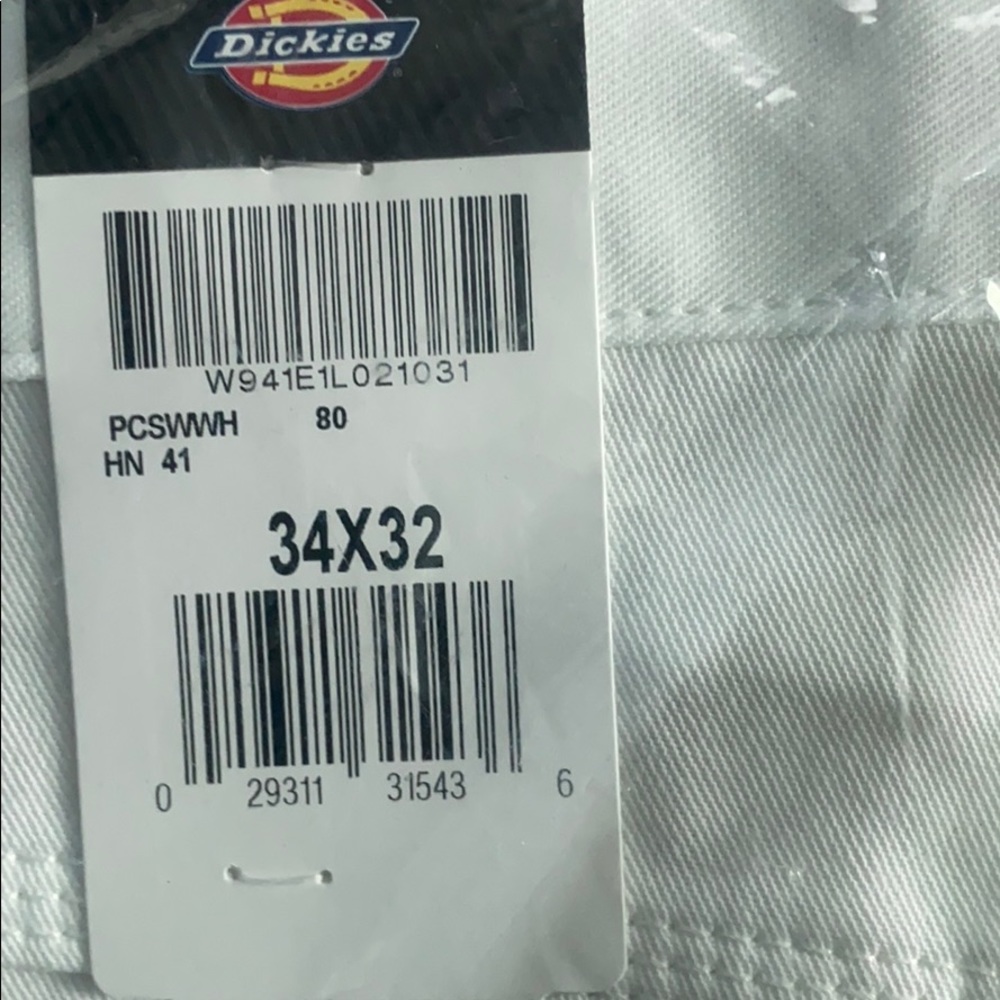 Dickies
W941E1L021031
PCSWWH 80
HN 41
34X32
0 29311 31543 6